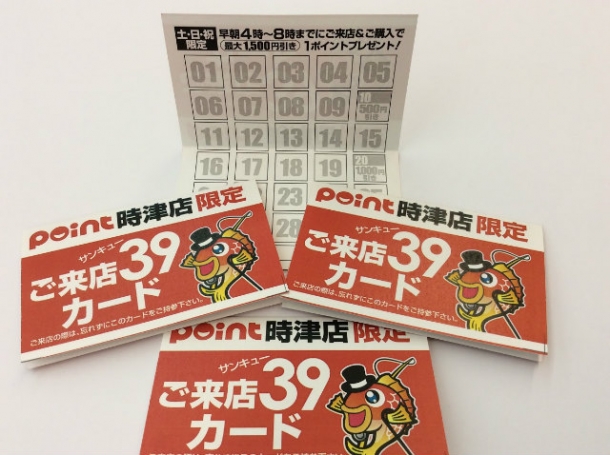 土・日・祝
限定
早朝4時~8時までにご来店&ご購入で
最大1,500円引き 1ポイントプレゼント!
01 02 03 04 05
06 07 08 09 10 500円引き
11 12 13 14 15
16 17 18 19 20 1,000円引き
23
28
point 時津店 限定
サンキュー
ご来店39
カード
ご来店の際は、忘れずにこのカードをご持参下さい。
point 時津店 限定
サンキュー
ご来店39
カード
ご来店の際は、忘れずにこのカードをご持参下さい。
point 時津店 限定
サンキュー
ご来店39
カード